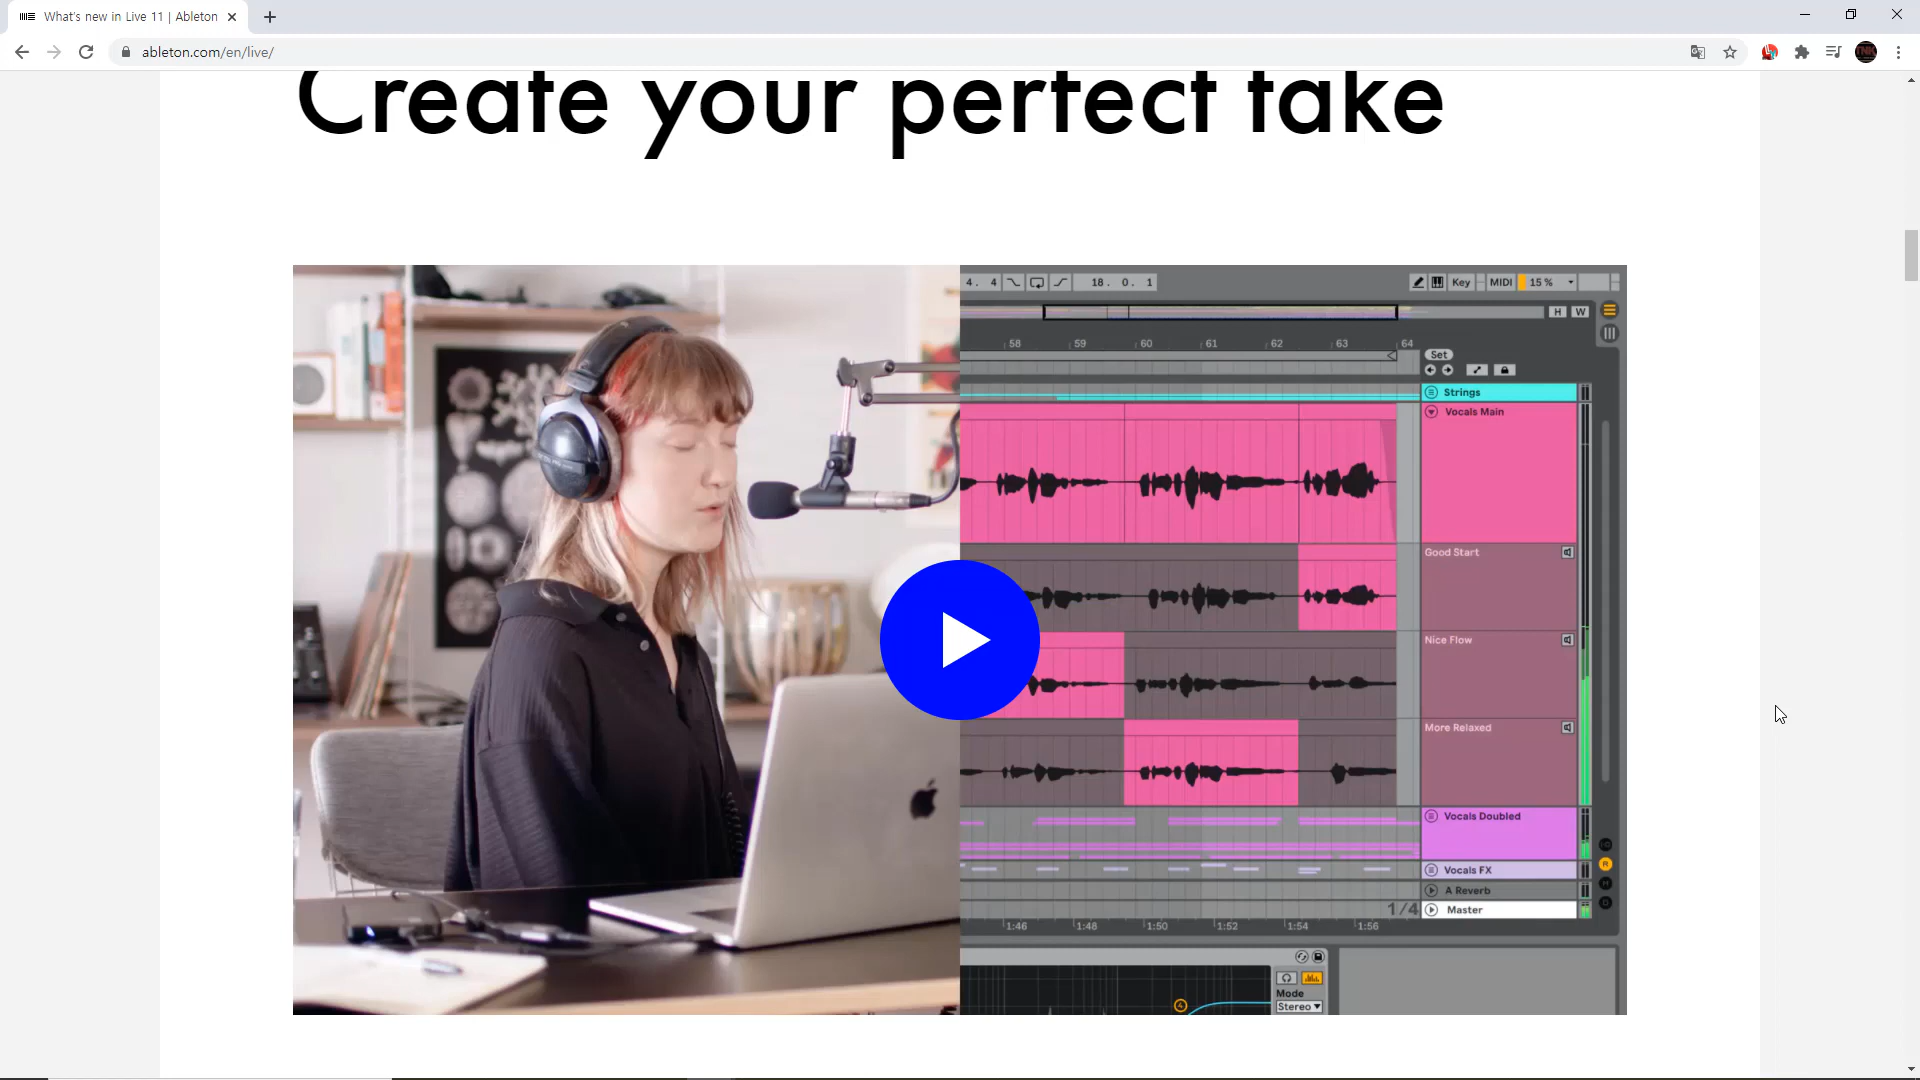 What's new in Live 11 | Ableton
ableton.com/en/live/
TNK
Create your perfect take
4. 4
18. 0. 1
Key
MIDI
15 %
H
W
58
59
60
61
62
63
64
Set
Strings
Vocals Main
Good Start
Nice Flow
More Relaxed
Vocals Doubled
Vocals FX
A Reverb
1/4
Master
1:46
1:48
1:50
1:52
1:54
1:56
R
4
Mode
Stereo